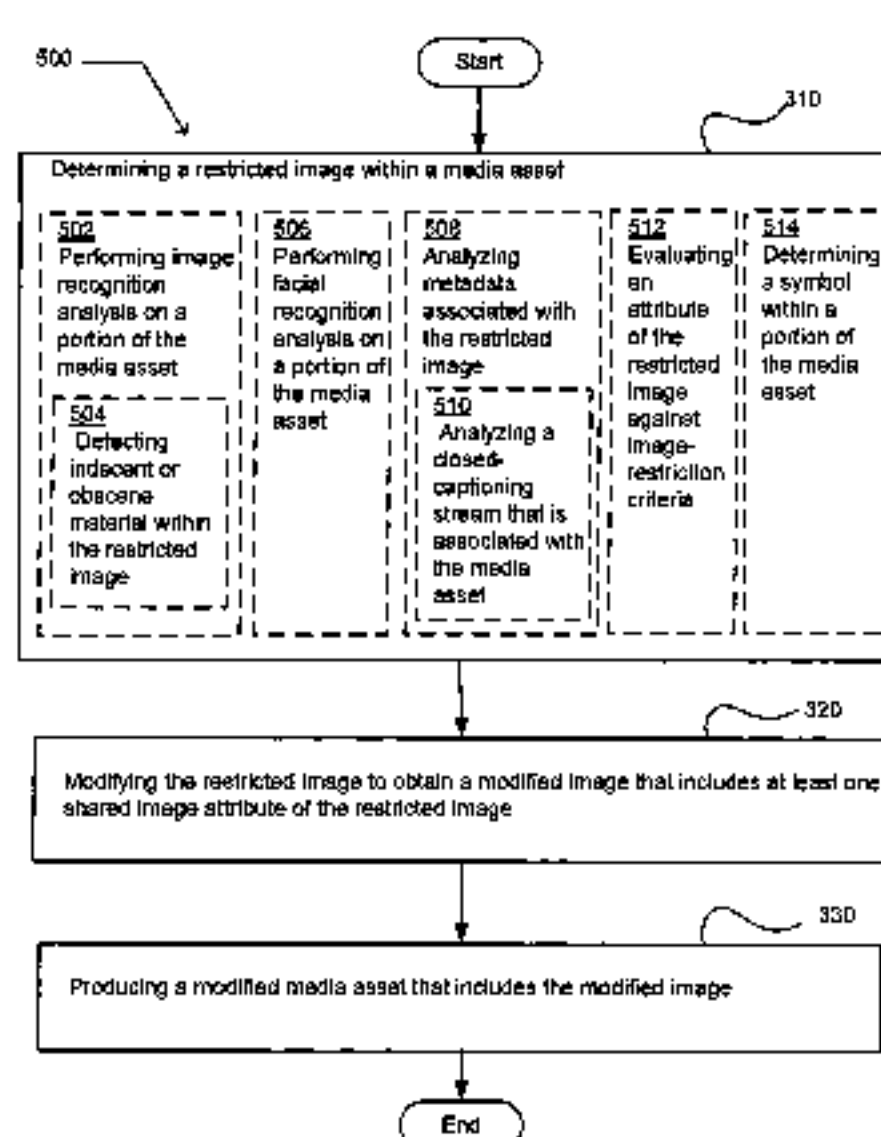 500
Start
310
Determining a restricted image within a media asset
502
Performing image
recognition
analysis on a
portion of the
media asset
504
Detecting
indecent or
obscene
material within
the restricted
image
506
Performing
facial
recognition
analysis on
a portion of
the media
asset
508
Analyzing
metadata
associated with
the restricted
image
510
Analyzing a
closed-
captioning
stream that is
associated with
the media
asset
512
Evaluating
an
attribute
of the
restricted
image
against
image-
restriction
criteria
514
Determining
a symbol
within a
portion of
the media
asset
320
Modifying the restricted image to obtain a modified image that includes at least one
shared image attribute of the restricted image
330
Producing a modified media asset that includes the modified image
End